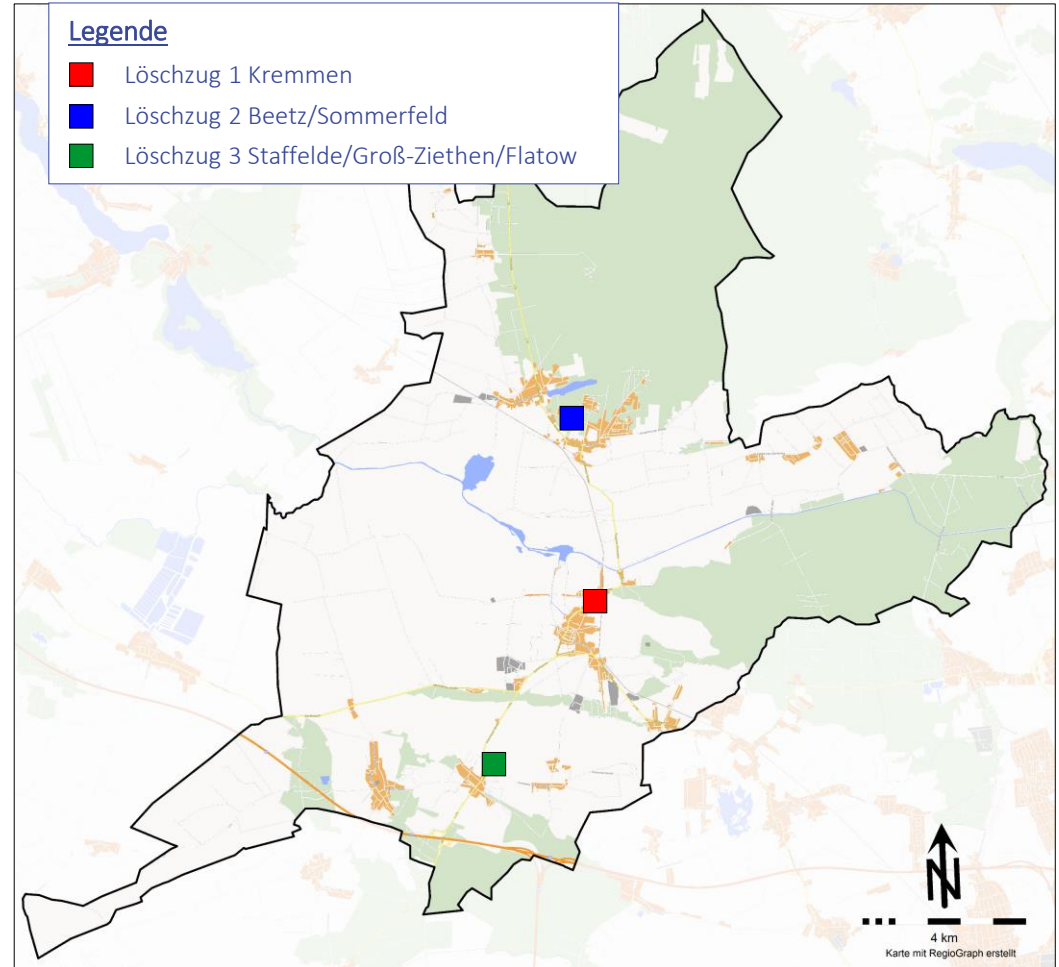 Legende
Löschzug 1 Kremmen
Löschzug 2 Beetz/Sommerfeld
Löschzug 3 Staffelde/Groß-Ziethen/Flatow
N
4 km
Karte mit RegioGraph erstellt